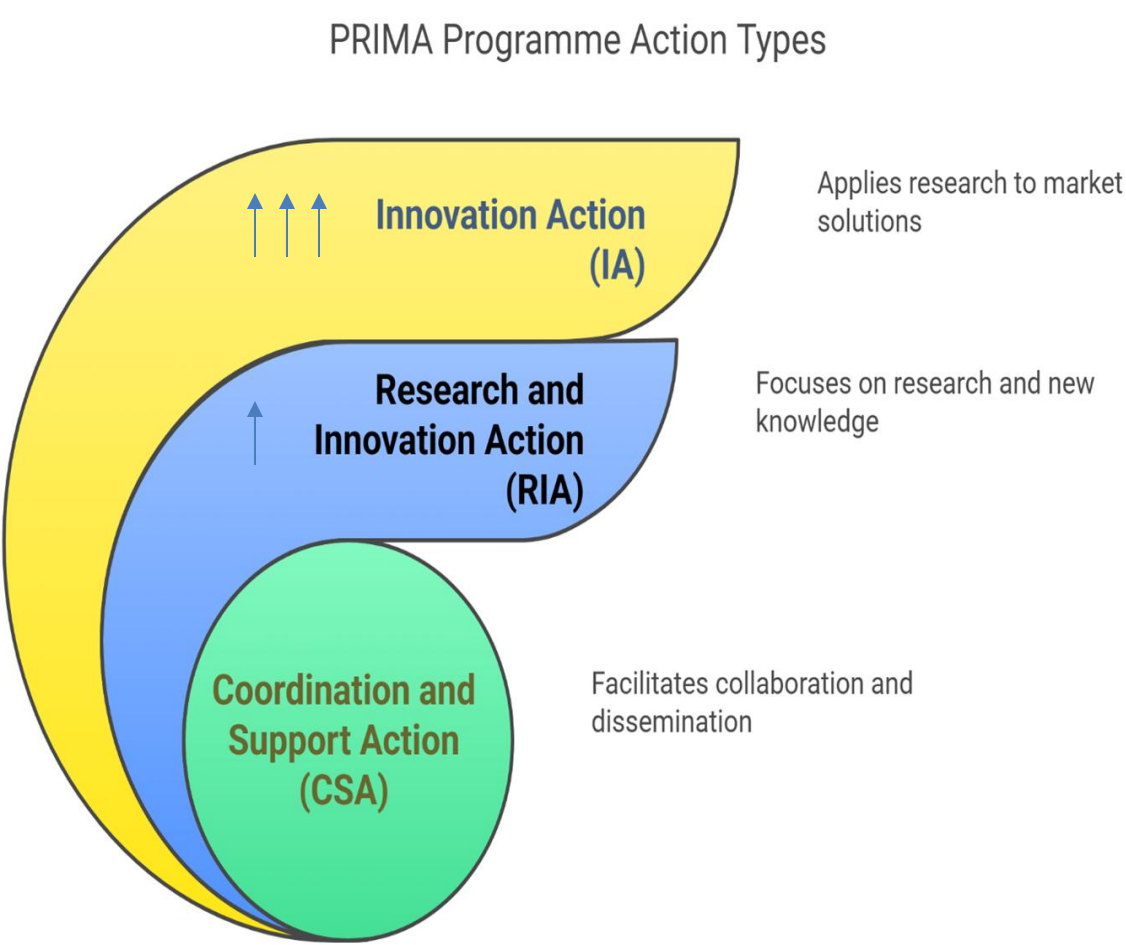 PRIMA Programme Action Types
Innovation Action
(IA)
Applies research to market
solutions
Research and
Innovation Action
(RIA)
Focuses on research and new
knowledge
Coordination and
Support Action
(CSA)
Facilitates collaboration and
dissemination